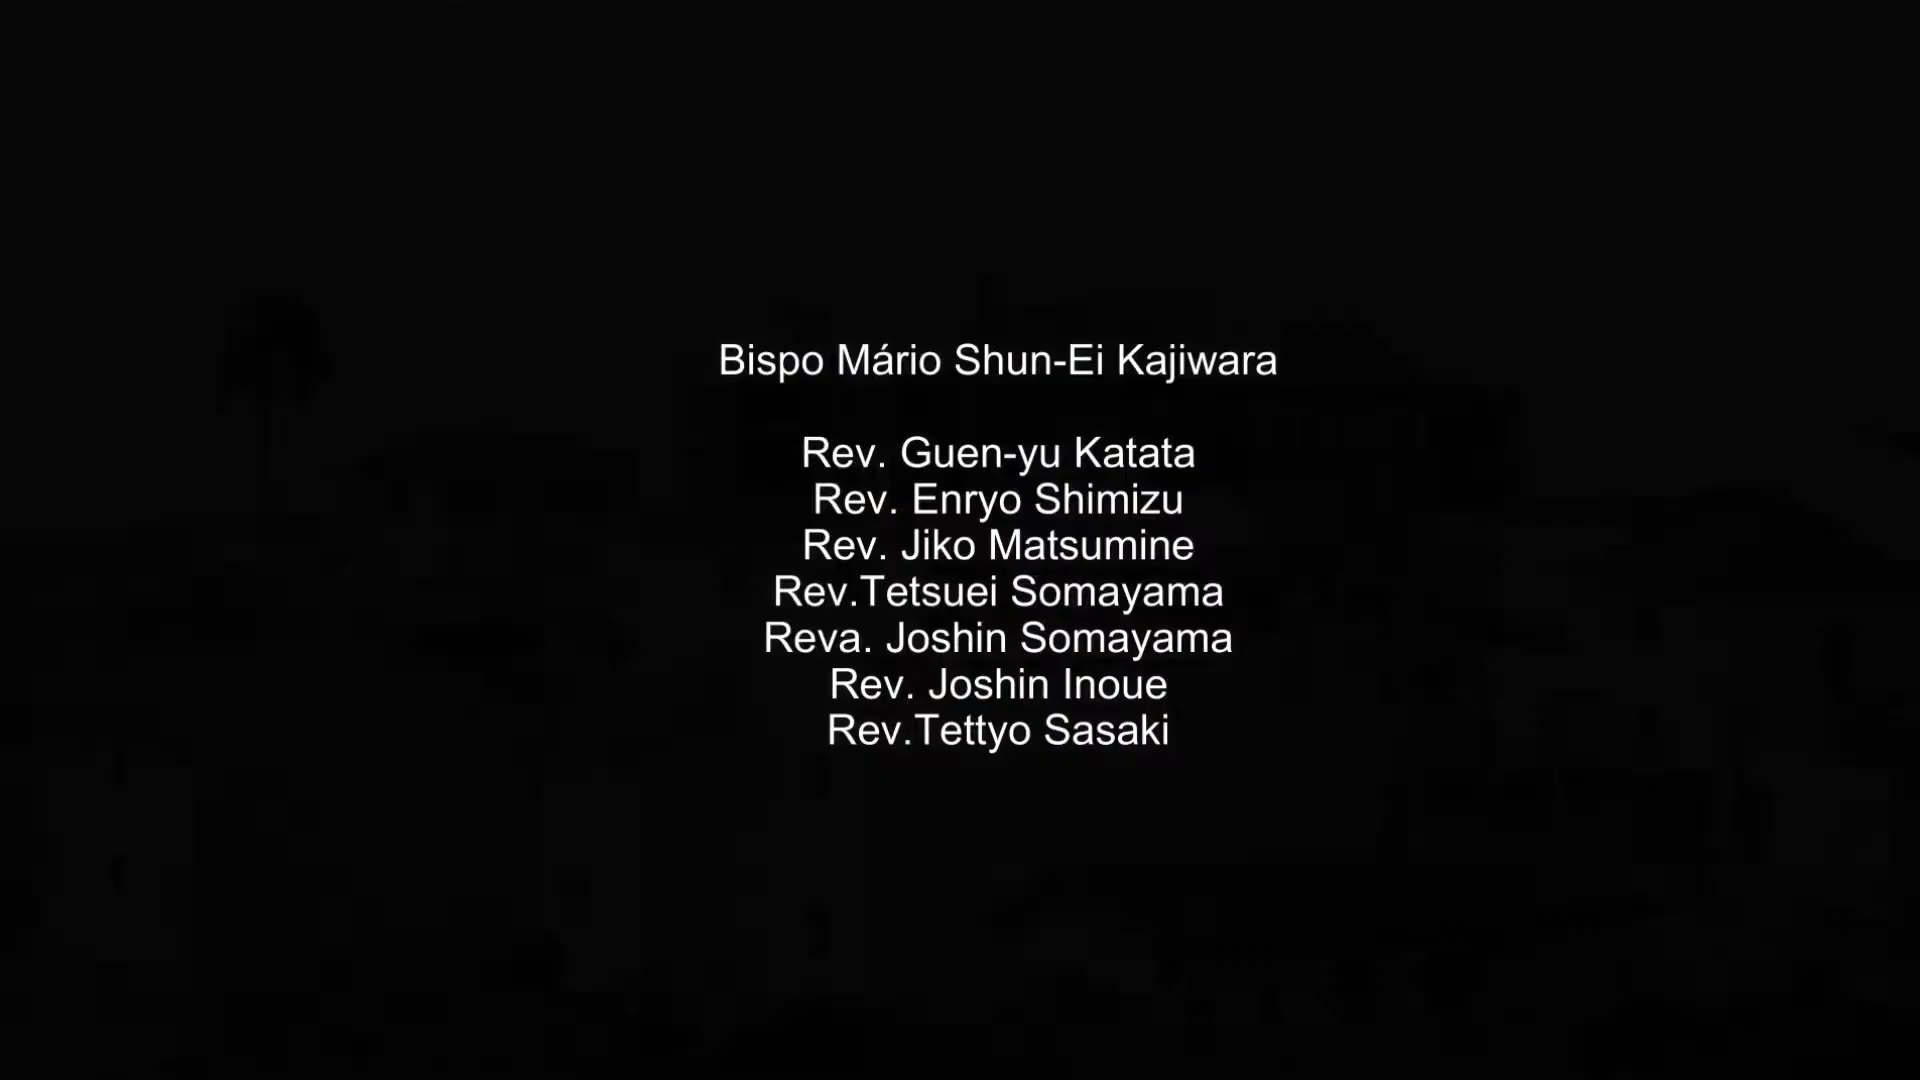 Bispo Mário Shun-Ei Kajiwara
Rev. Guen-yu Katata
Rev. Enryo Shimizu
Rev. Jiko Matsumine
Rev.Tetsuei Somayama
Reva. Joshin Somayama
Rev. Joshin Inoue
Rev.Tettyo Sasaki